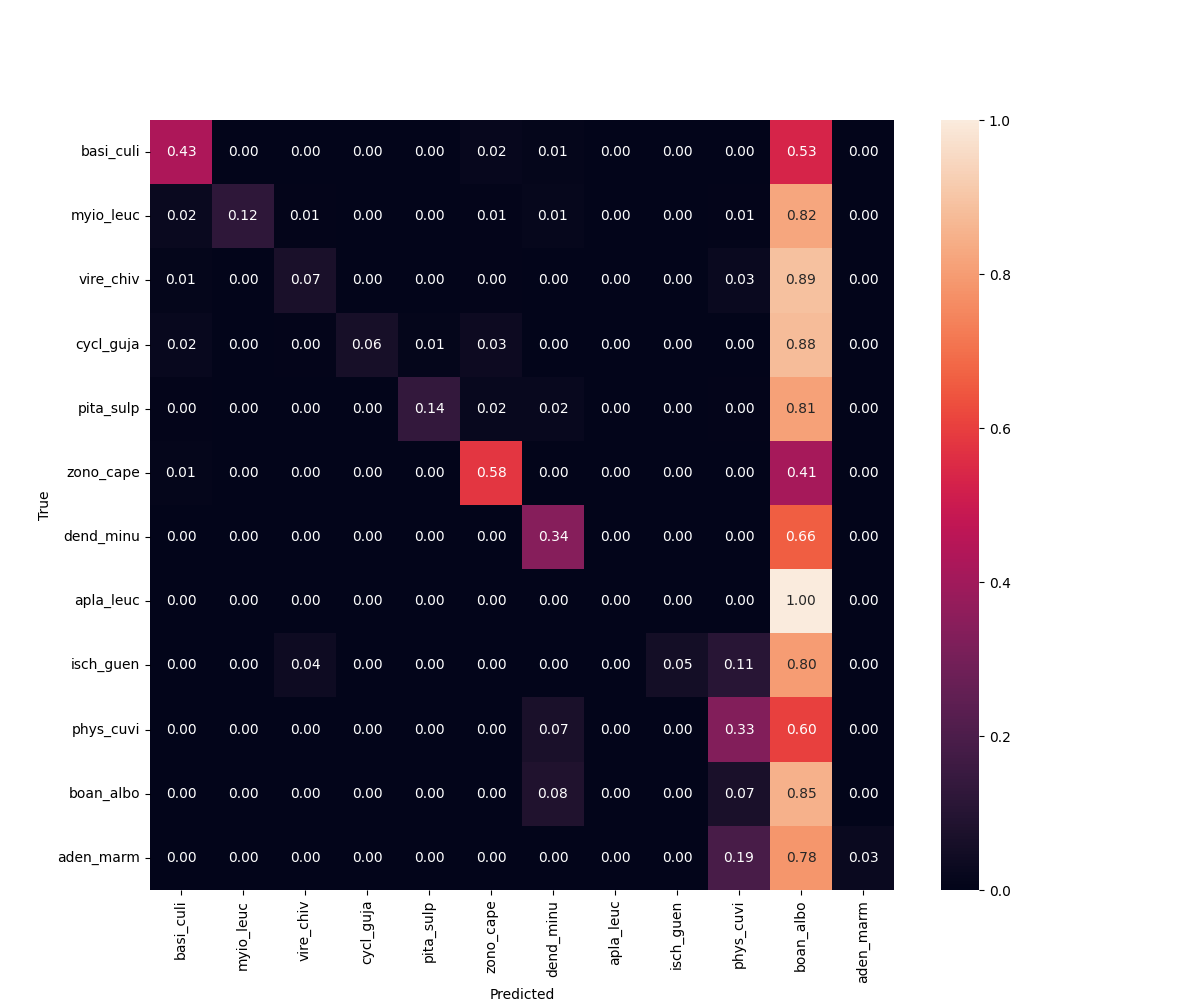 basi_culi 0.43 0.00 0.00 0.00 0.00 0.02 0.01 0.00 0.00 0.00 0.53 0.00
myio_leuc 0.02 0.12 0.01 0.00 0.00 0.01 0.01 0.00 0.00 0.01 0.82 0.00
vire_chiv 0.01 0.00 0.07 0.00 0.00 0.00 0.00 0.00 0.00 0.03 0.89 0.00
cycl_guja 0.02 0.00 0.00 0.06 0.01 0.03 0.00 0.00 0.00 0.00 0.88 0.00
pita_sulp 0.00 0.00 0.00 0.00 0.14 0.02 0.02 0.00 0.00 0.00 0.81 0.00
zono_cape 0.01 0.00 0.00 0.00 0.00 0.58 0.00 0.00 0.00 0.00 0.41 0.00
dend_minu 0.00 0.00 0.00 0.00 0.00 0.00 0.34 0.00 0.00 0.00 0.66 0.00
apla_leuc 0.00 0.00 0.00 0.00 0.00 0.00 0.00 0.00 0.00 0.00 1.00 0.00
isch_guen 0.00 0.00 0.04 0.00 0.00 0.00 0.00 0.00 0.05 0.11 0.80 0.00
phys_cuvi 0.00 0.00 0.00 0.00 0.00 0.00 0.07 0.00 0.00 0.33 0.60 0.00
boan_albo 0.00 0.00 0.00 0.00 0.00 0.00 0.08 0.00 0.00 0.07 0.85 0.00
aden_marm 0.00 0.00 0.00 0.00 0.00 0.00 0.00 0.00 0.00 0.19 0.78 0.03
basi_culi myio_leuc vire_chiv cycl_guja pita_sulp zono_cape dend_minu apla_leuc isch_guen phys_cuvi boan_albo aden_marm
Predicted
True
1.0
0.8
0.6
0.4
0.2
0.0